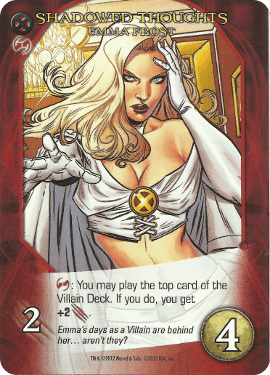 SHADOWED THOUGHTS
EMMA FROST
: You may play the top card of the
Villain Deck. If you do, you get
+2 .
2
Emma's days as a Villain are behind
her... aren't they?
4